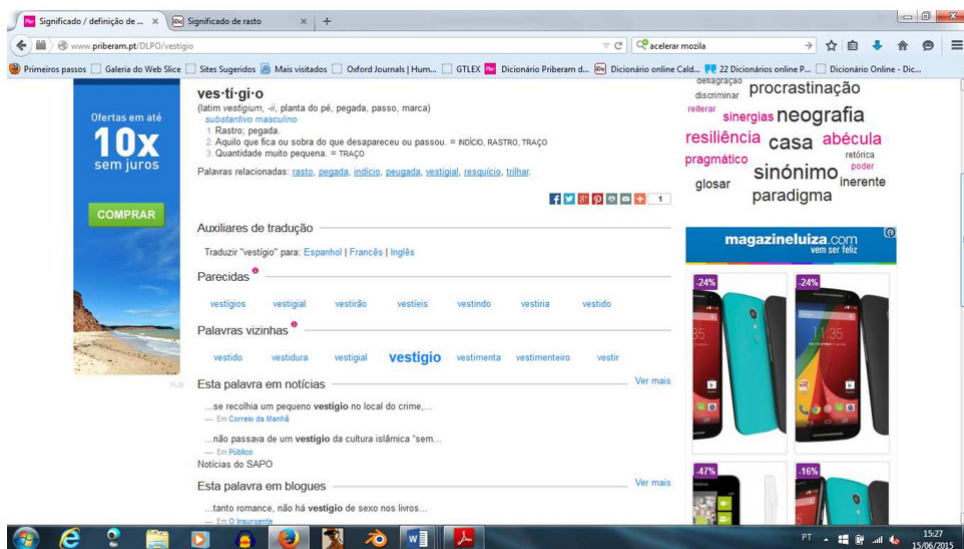 Significado / definição de ... ×
Significado de rasto ×
+
www.priberam.pt/DLPO/vestígio
acelerar mozila
Primeiros passos
Galeria do Web Slice
Sites Sugeridos
Mais visitados
Oxford Journals | Hum...
GTLEX
Dicionário Priberam d...
Dicionário online Cald...
22 Dicionários online P...
Dicionário Online - Dic...
Ofertas em até
10x
sem juros
COMPRAR
PUB
ves·tí·gi·o
(latim vestigium, -ii, planta do pé, pegada, passo, marca)
substantivo masculino
1. Rastro; pegada.
2. Aquilo que fica ou sobra do que desapareceu ou passou. = INDÍCIO, RASTRO, TRAÇO
3. Quantidade muito pequena. = TRAÇO
Palavras relacionadas: rasto, pegada, indício, peugada, vestigial, resquício, trilhar.
1
Auxiliares de tradução
Traduzir "vestígio" para: Espanhol | Francês | Inglês
Parecidas
vestígios vestigial vestirão vestíeis vestindo vestiria vestido
Palavras vizinhas
vestido vestidura vestigial vestígio vestimenta vestimenteiro vestir
Esta palavra em notícias
Ver mais
...se recolhia um pequeno vestígio no local do crime,...
— Em Correio da Manhã
...não passava de um vestígio da cultura islâmica "sem...
— Em Público
Notícias do SAPO
Esta palavra em blogues
Ver mais
...tanto romance, não há vestígio de sexo nos livros...
— Em O Insurgente
deflagração
procrastinação
discriminar
reiterar
sinergias neografia
resiliência casa abécula
pragmático
retórica
poder
sinónimo
glosar
inerente
paradigma
magazineluiza.com
vem ser feliz
-24%
-24%
11:35
-47%
-16%
PT
15:27
15/06/2015